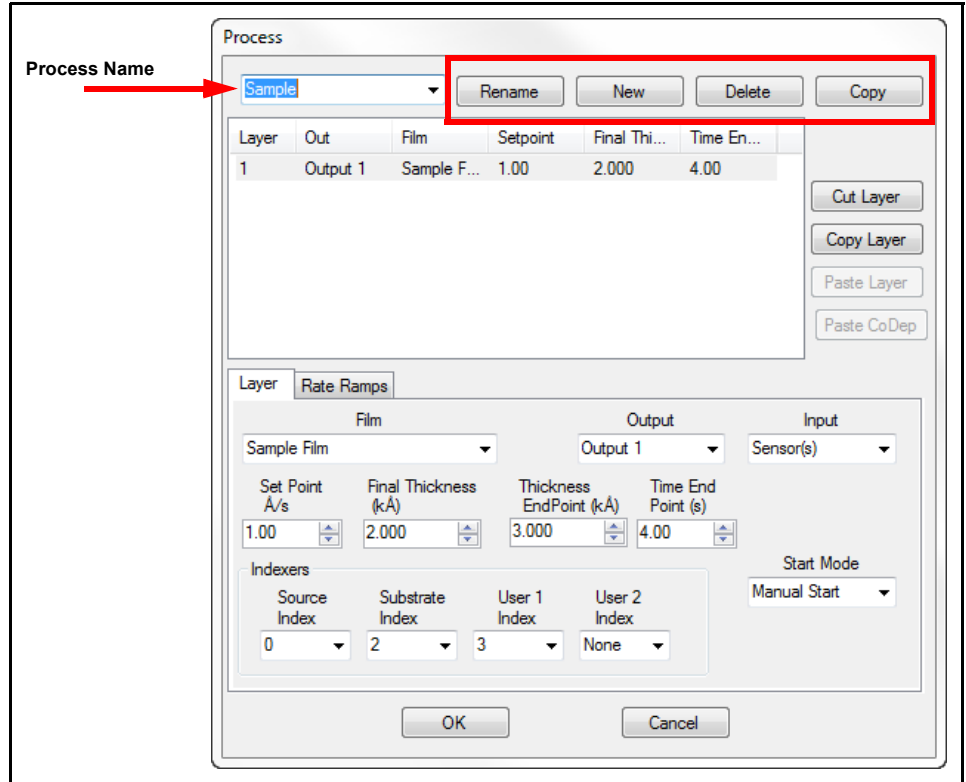 Process
Process Name
Sample Rename New Delete Copy
Layer Out Film Setpoint Final Thi... Time En...
1 Output 1 Sample F... 1.00 2.000 4.00
Cut Layer
Copy Layer
Paste Layer
Paste CoDep
Layer Rate Ramps
Film Output Input
Sample Film Output 1 Sensor(s)
Set Point Final Thickness Thickness Time End
Å/s (kÅ) EndPoint (kÅ) Point (s)
1.00 2.000 3.000 4.00
Start Mode
Indexers
Manual Start
Source Substrate User 1 User 2
Index Index Index Index
0 2 3 None
OK Cancel